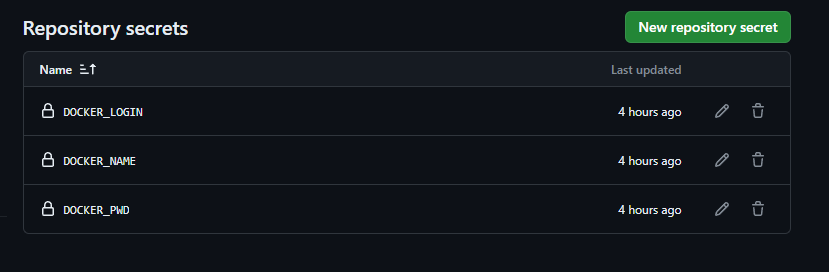 Repository secrets
New repository secret
Name
Last updated
DOCKER_LOGIN
4 hours ago
DOCKER_NAME
4 hours ago
DOCKER_PWD
4 hours ago